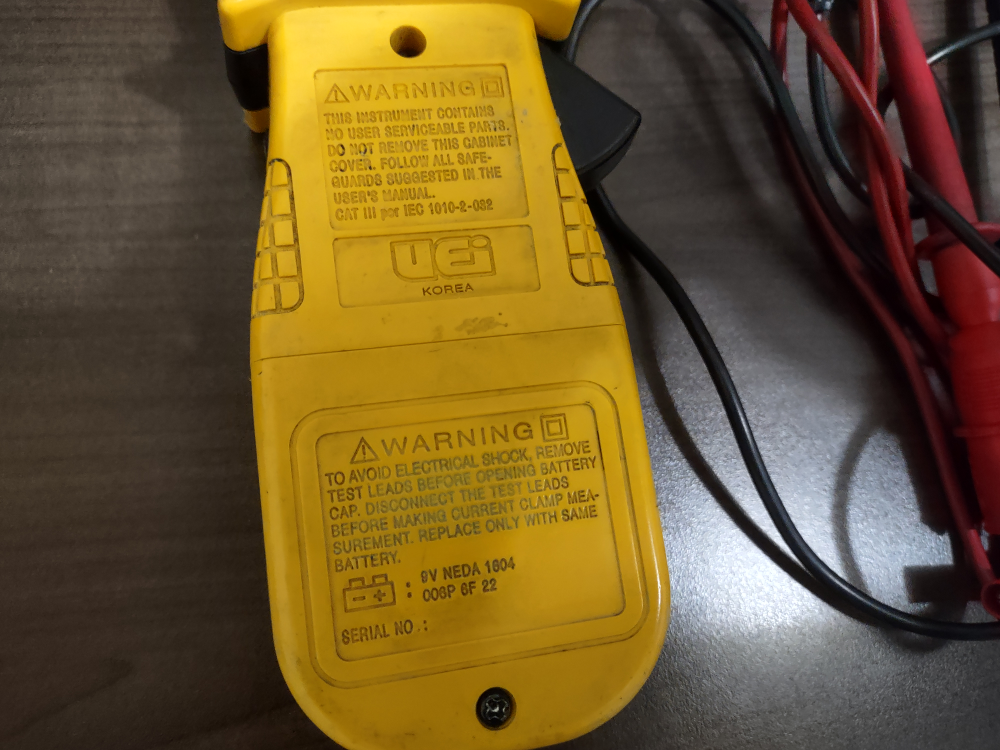 WARNING
THIS INSTRUMENT CONTAINS
NO USER SERVICEABLE PARTS.
DO NOT REMOVE THIS CABINET
COVER. FOLLOW ALL SAFE-
GUARDS SUGGESTED IN THE
USER'S MANUAL.
CAT III per IEC 1010-2-032
UEi
KOREA
WARNING
TO AVOID ELECTRICAL SHOCK, REMOVE
TEST LEADS BEFORE OPENING BATTERY
CAP. DISCONNECT THE TEST LEADS
BEFORE MAKING CURRENT CLAMP MEA-
SUREMENT. REPLACE ONLY WITH SAME
BATTERY.
: 9V NEDA 1604
006P 6F 22
SERIAL NO.: